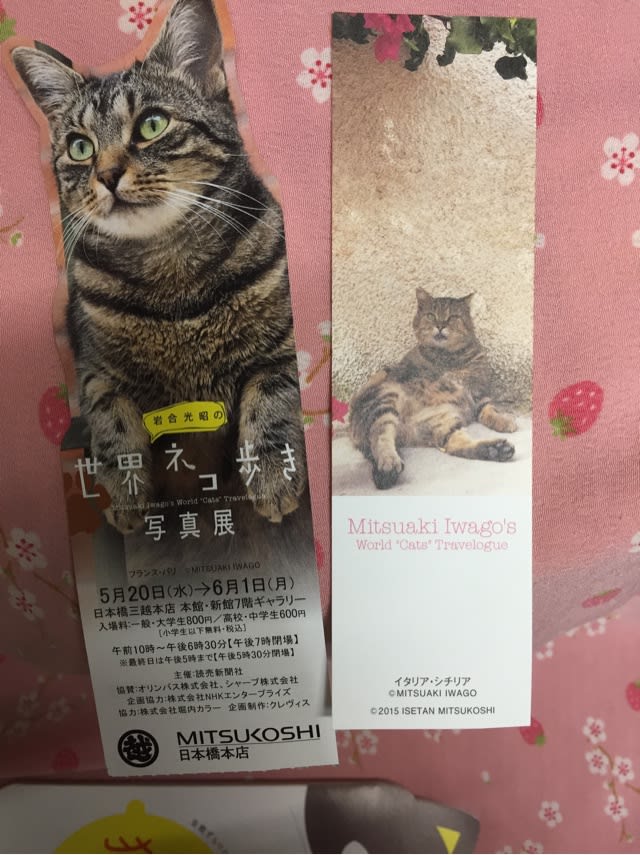 岩合光昭の
世界ネコ歩き
Mitsuaki Iwago's World "Cats" Travelogue
写真展
フランス・パリ ©MITSUAKI IWAGO
5月20日(水)→6月1日(月)
日本橋三越本店 本館・新館7階ギャラリー
入場料:一般・大学生800円/高校・中学生600円
[小学生以下無料・税込]
午前10時〜午後6時30分【午後7時閉場】
※最終日は午後5時まで【午後5時30分閉場】
主催:読売新聞社
協賛:オリンパス株式会社、シャープ株式会社
企画協力:株式会社NHKエンタープライズ
協力:株式会社堀内カラー 企画制作:クレヴィス
越 MITSUKOSHI
日本橋本店
Mitsuaki Iwago's
World "Cats" Travelogue
イタリア・シチリア
©MITSUAKI IWAGO
©2015 ISETAN MITSUKOSHI